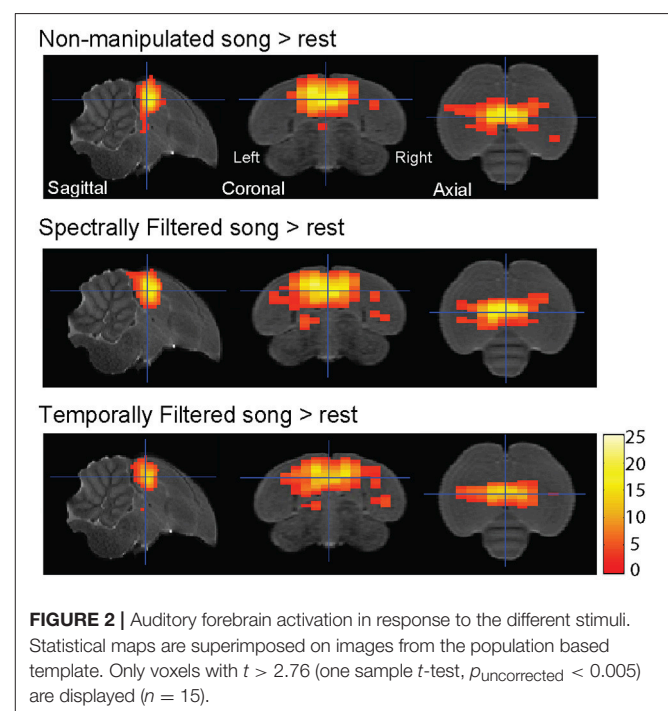 Non-manipulated song > rest
Left
Right
Sagittal
Coronal
Axial
Spectrally Filtered song > rest
Temporally Filtered song > rest
25
20
15
10
5
0
FIGURE 2 | Auditory forebrain activation in response to the different stimuli.
Statistical maps are superimposed on images from the population based
template. Only voxels with t > 2.76 (one sample t-test, puncorrected < 0.005)
are displayed (n = 15).